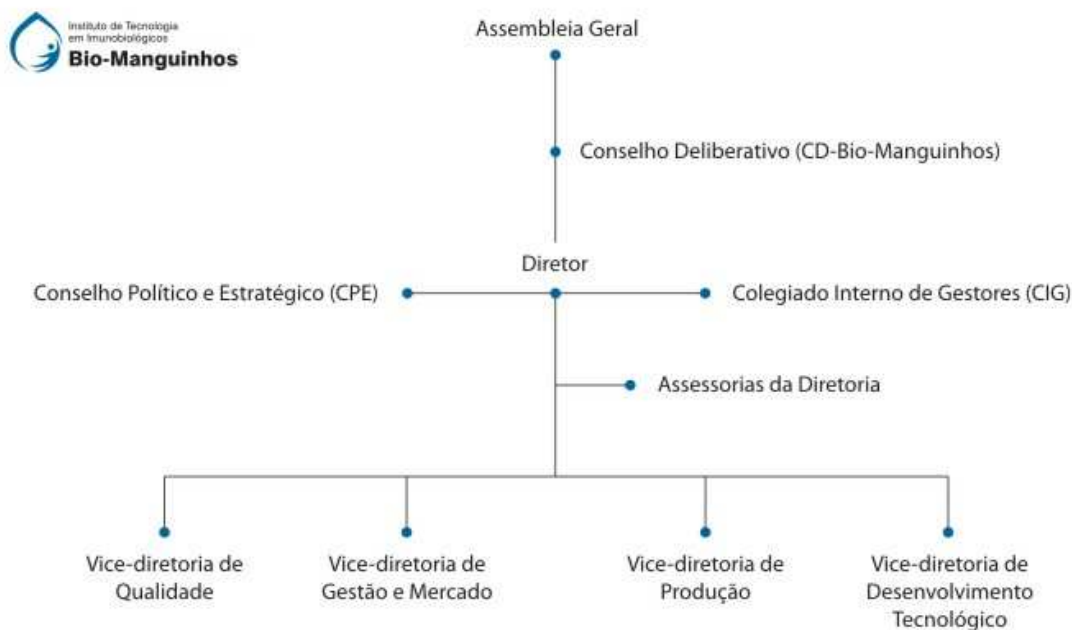 Instituto de Tecnologia
em Imunobiológicos
Bio-Manguinhos
Assembleia Geral
Conselho Deliberativo (CD-Bio-Manguinhos)
Diretor
Conselho Político e Estratégico (CPE)
Colegiado Interno de Gestores (CIG)
Assessorias da Diretoria
Vice-diretoria de
Qualidade
Vice-diretoria de
Gestão e Mercado
Vice-diretoria de
Produção
Vice-diretoria de
Desenvolvimento
Tecnológico